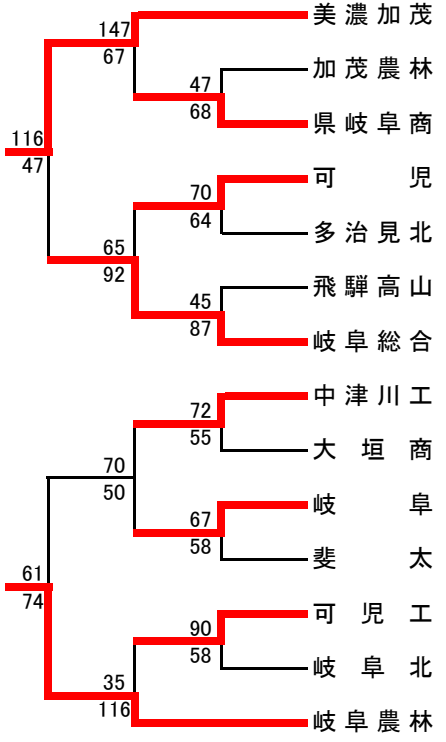 147 美濃加茂
67
47 加茂農林
68 県岐阜商
116
47
70 可児
64 多治見北
65
92
45 飛騨高山
87 岐阜総合
72 中津川工
55 大垣商
70
50
67 岐阜
58 斐太
61
74
90 可児工
58 岐阜北
35
116 岐阜農林